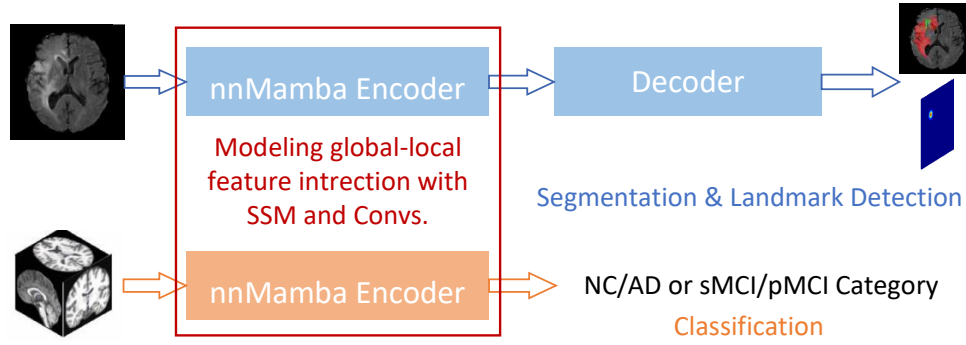 nnMamba Encoder
Decoder
Modeling global-local
feature intrection with
SSM and Convs.
Segmentation & Landmark Detection
nnMamba Encoder
NC/AD or sMCI/pMCI Category
Classification